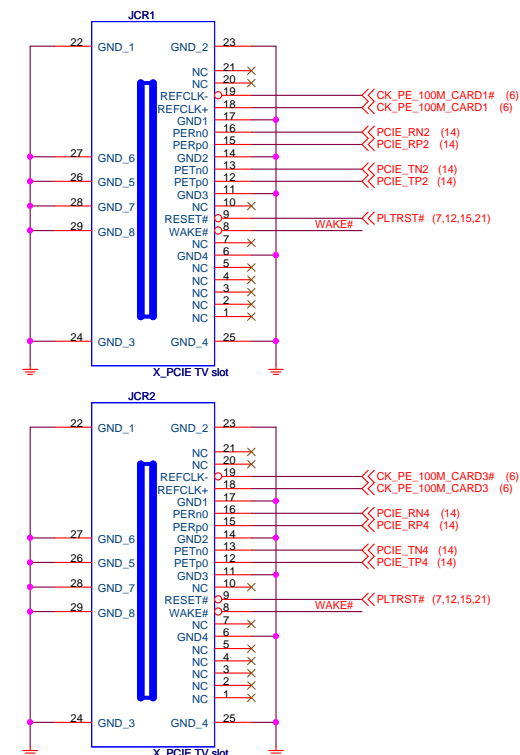 JCR1
22 GND_1 GND_2 23
NC 21
NC 20
REFCLK- 19 CK_PE_100M_CARD1# (6)
REFCLK+ 18 CK_PE_100M_CARD1 (6)
GND1 17
PERn0 16 PCIE_RN2 (14)
PERp0 15 PCIE_RP2 (14)
27 GND_6 GND2 14
PETn0 13 PCIE_TN2 (14)
26 GND_5 PETp0 12 PCIE_TP2 (14)
GND3 11
28 GND_7 NC 10
RESET# 9 PLTRST# (7,12,15,21)
29 GND_8 WAKE# 8 WAKE#
NC 7
GND4 6
NC 5
NC 4
NC 3
NC 2
NC 1
24 GND_3 GND_4 25
X_PCIE TV slot
JCR2
22 GND_1 GND_2 23
NC 21
NC 20
REFCLK- 19 CK_PE_100M_CARD3# (6)
REFCLK+ 18 CK_PE_100M_CARD3 (6)
GND1 17
PERn0 16 PCIE_RN4 (14)
PERp0 15 PCIE_RP4 (14)
27 GND_6 GND2 14
PETn0 13 PCIE_TN4 (14)
26 GND_5 PETp0 12 PCIE_TP4 (14)
GND3 11
28 GND_7 NC 10
RESET# 9 PLTRST# (7,12,15,21)
29 GND_8 WAKE# 8 WAKE#
NC 7
GND4 6
NC 5
NC 4
NC 3
NC 2
NC 1
24 GND_3 GND_4 25
X_PCIE TV slot